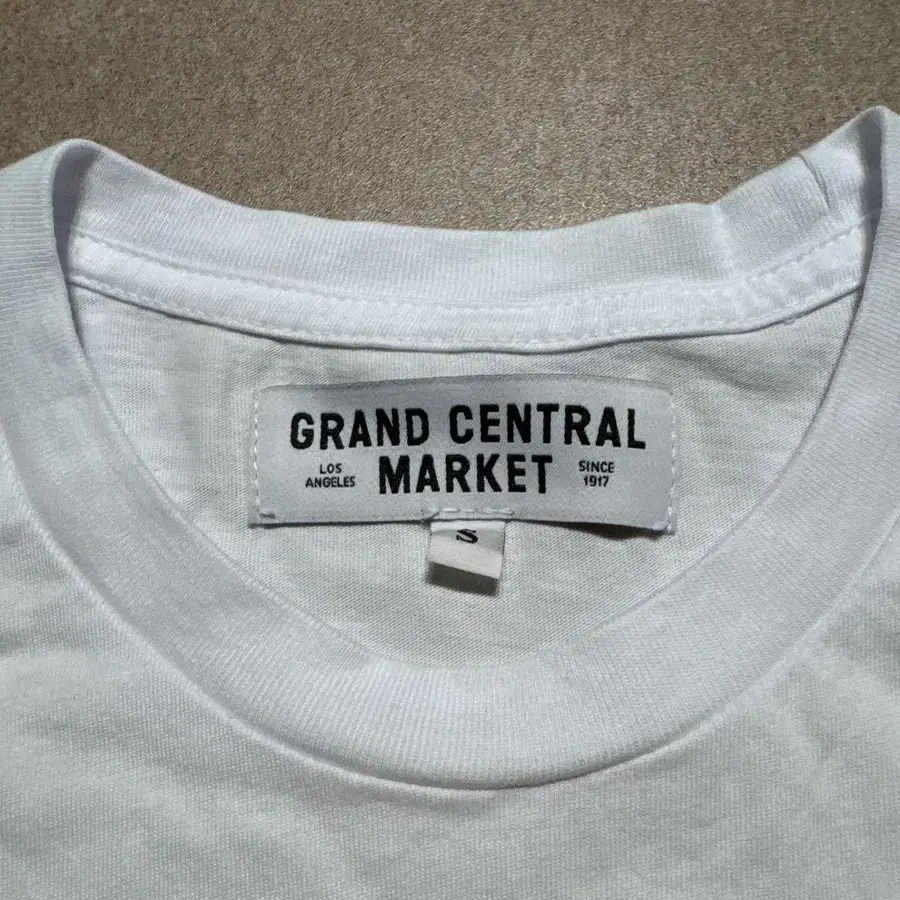 GRAND CENTRAL
LOS
ANGELES
MARKET
SINCE
1917
S